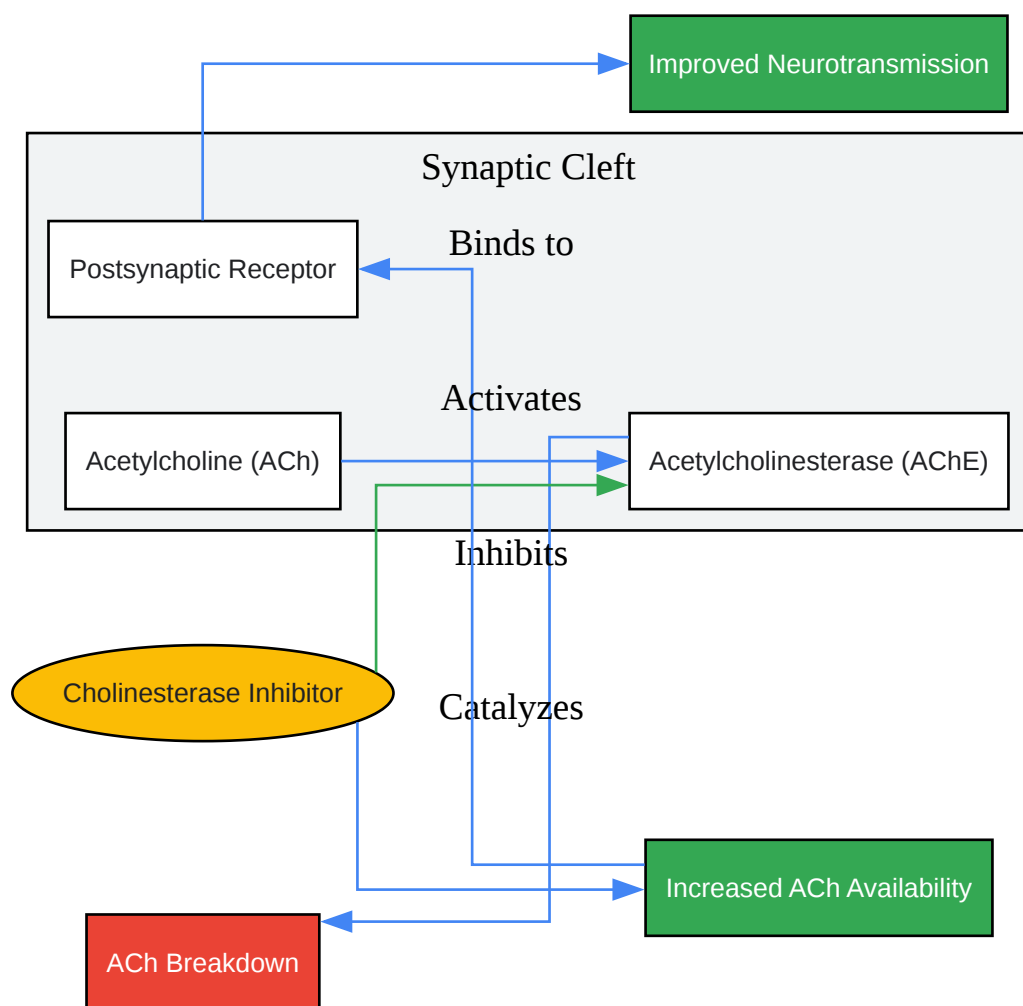 Improved Neurotransmission
Synaptic Cleft
Binds to
Postsynaptic Receptor
Activates
Acetylcholine (ACh)
Acetylcholinesterase (AChE)
Inhibits
Cholinesterase Inhibitor
Catalyzes
Increased ACh Availability
ACh Breakdown